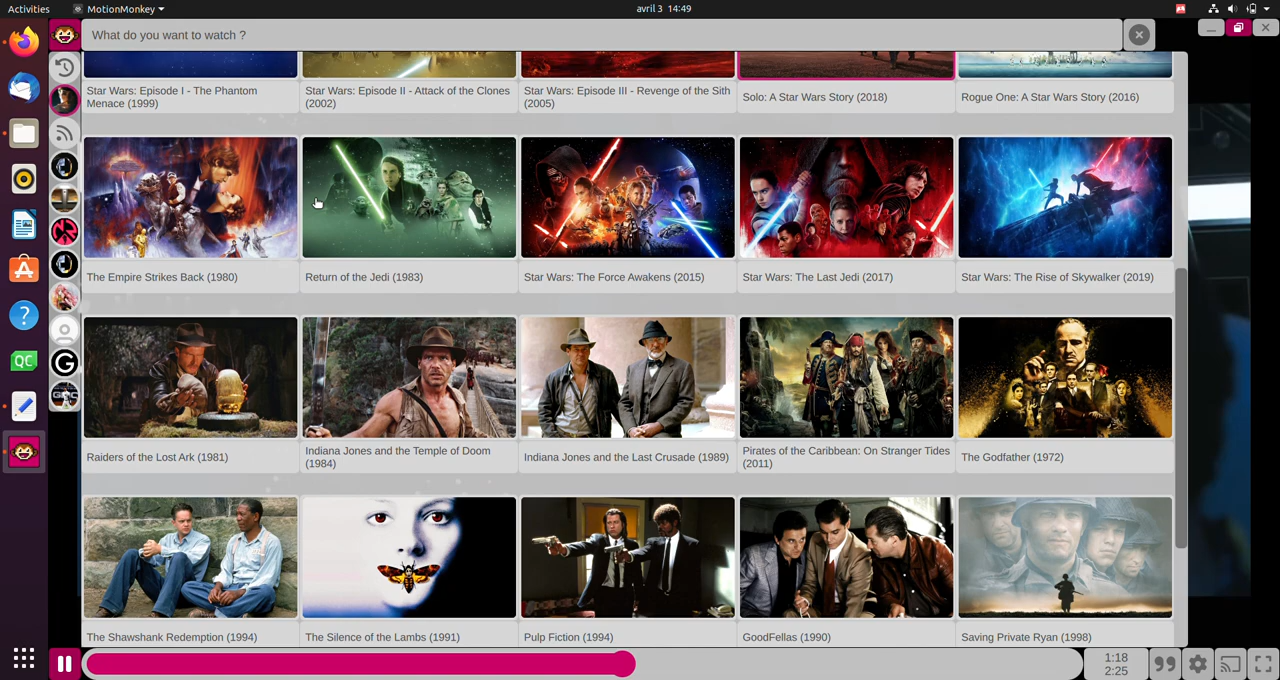 Activities
MotionMonkey
avril 3 14:49
What do you want to watch ?
Star Wars: Episode I - The Phantom
Menace (1999)
Star Wars: Episode II - Attack of the Clones
(2002)
Star Wars: Episode III - Revenge of the Sith
(2005)
Solo: A Star Wars Story (2018)
Rogue One: A Star Wars Story (2016)
The Empire Strikes Back (1980)
Return of the Jedi (1983)
Star Wars: The Force Awakens (2015)
Star Wars: The Last Jedi (2017)
Star Wars: The Rise of Skywalker (2019)
Raiders of the Lost Ark (1981)
Indiana Jones and the Temple of Doom
(1984)
Indiana Jones and the Last Crusade (1989)
Pirates of the Caribbean: On Stranger Tides
(2011)
The Godfather (1972)
The Shawshank Redemption (1994)
The Silence of the Lambs (1991)
Pulp Fiction (1994)
GoodFellas (1990)
Saving Private Ryan (1998)
QC
G
1:18
2:25